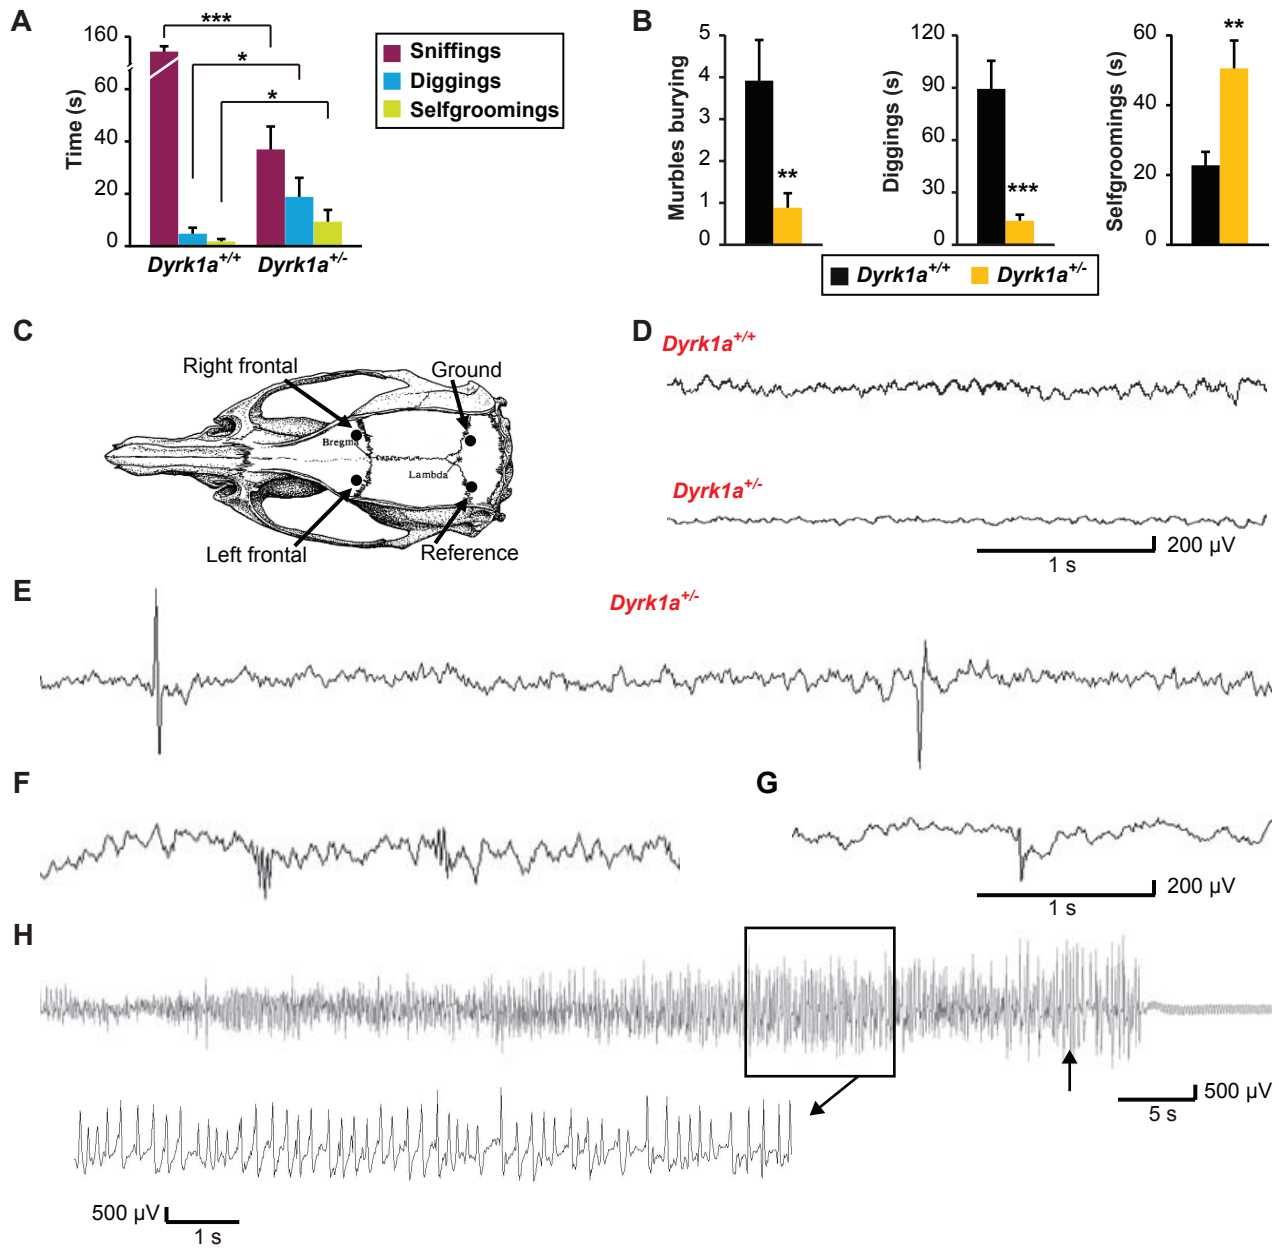 A
160
40
20
0
Time (s)
***
*
*
Sniffings
Diggings
Selfgroomings
Dyrk1a+/+
Dyrk1a+/-
B
5
4
3
2
1
0
Murbles burying
**
90
60
30
0
120
Diggings (s)
***
60
40
20
0
Selfgroomings (s)
**
Dyrk1a+/+
Dyrk1a+/-
C
Right frontal
Ground
Bregma
Lambda
*
Left frontal
Reference
D
Dyrk1a+/+
Dyrk1a+/-
200 µV
1 s
E
Dyrk1a+/-
F
G
200 µV
1 s
H
500 µV
5 s
500 µV
1 s